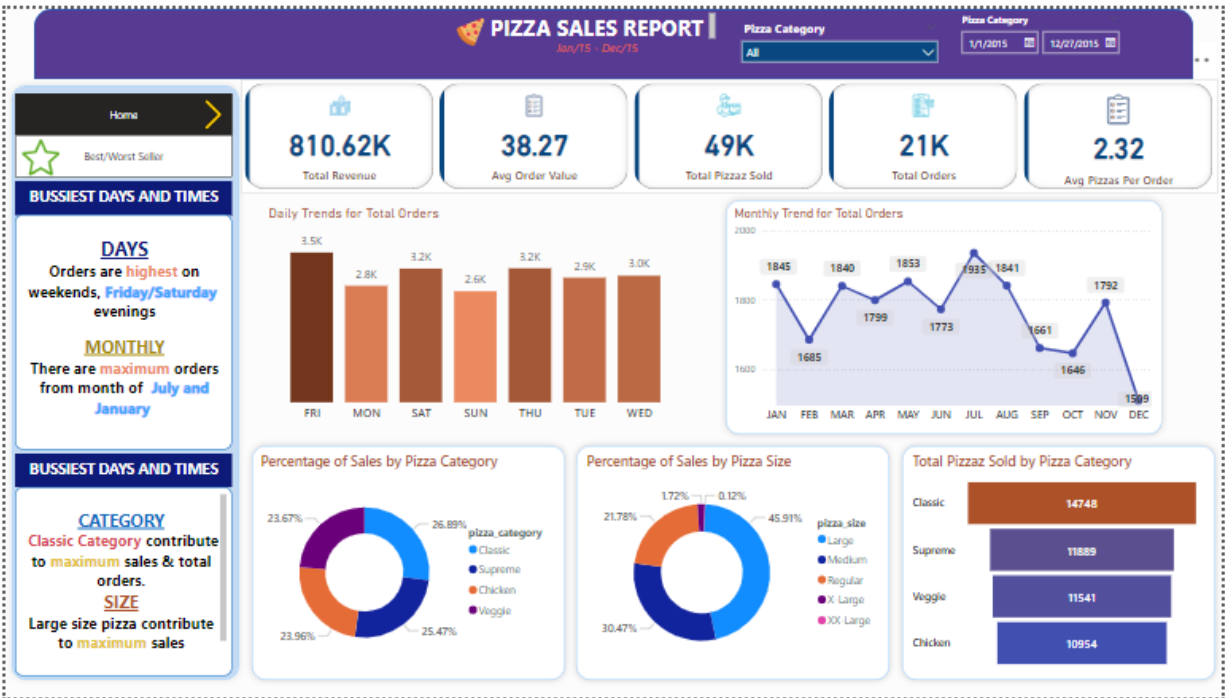 PIZZA SALES REPORT
Jan/15 - Dec/15
Pizza Category
All
Pizza Category
1/1/2015
12/27/2015
Home
Best/Worst Seller
BUSSIEST DAYS AND TIMES
DAYS
Orders are highest on
weekends, Friday/Saturday
evenings
MONTHLY
There are maximum orders
from month of July and
January
BUSSIEST DAYS AND TIMES
CATEGORY
Classic Category contribute
to maximum sales & total
orders.
SIZE
Large size pizza contribute
to maximum sales
810.62K
Total Revenue
38.27
Avg Order Value
49K
Total Pizzaz Sold
21K
Total Orders
2.32
Avg Pizzas Per Order
Daily Trends for Total Orders
3.5K
2.8K
3.2K
2.6K
3.2K
2.9K
3.0K
FRI MON SAT SUN THU TUE WED
Monthly Trend for Total Orders
2000
1800
1600
1845
1685
1840
1799
1853
1773
1935
1841
1661
1646
1792
JAN FEB MAR APR MAY JUN JUL AUG SEP OCT NOV DEC
Percentage of Sales by Pizza Category
23.67%
26.89%
23.96%
25.47%
pizza_category
Classic
Supreme
Chicken
Veggie
Percentage of Sales by Pizza Size
1.72%
0.12%
21.78%
45.91%
30.47%
pizza_size
Large
Medium
Regular
X Large
XX Large
Total Pizzaz Sold by Pizza Category
Classic 14748
Supreme 11889
Veggie 11541
Chicken 10954